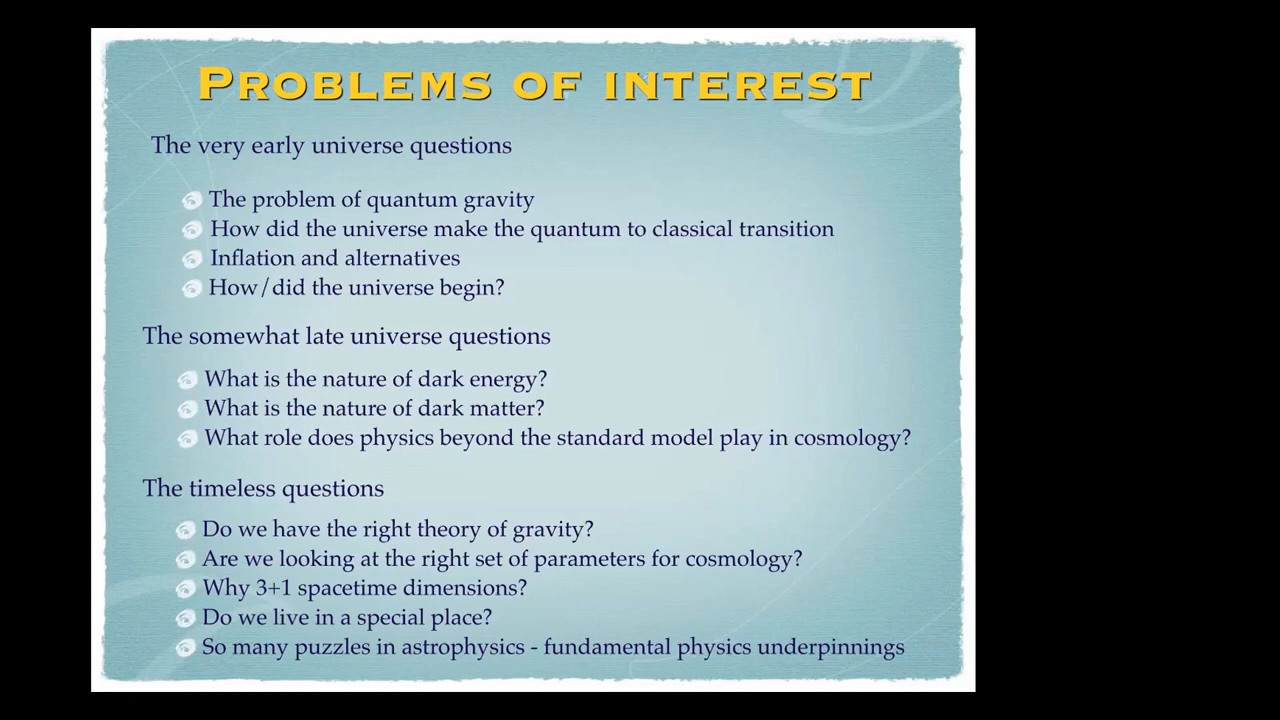 PROBLEMS OF INTEREST
The very early universe questions
The problem of quantum gravity
How did the universe make the quantum to classical transition
Inflation and alternatives
How/did the universe begin?
The somewhat late universe questions
What is the nature of dark energy?
What is the nature of dark matter?
What role does physics beyond the standard model play in cosmology?
The timeless questions
Do we have the right theory of gravity?
Are we looking at the right set of parameters for cosmology?
Why 3+1 spacetime dimensions?
Do we live in a special place?
So many puzzles in astrophysics - fundamental physics underpinnings